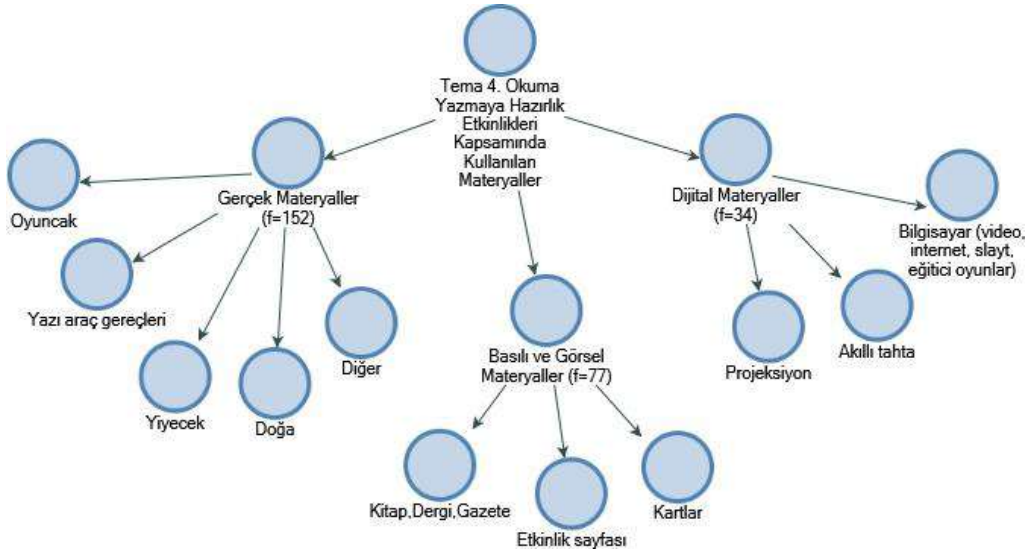 Tema 4. Okuma
Yazmaya Hazırlık
Etkinlikleri
Kapsamında
Kullanılan
Materyaller
Gerçek Materyaller
(f=152)
Oyuncak
Yazı araç gereçleri
Yiyecek
Doğa
Diğer
Basılı ve Görsel
Materyaller (f=77)
Kitap,Dergi,Gazete
Etkinlik sayfası
Kartlar
Dijital Materyaller
(f=34)
Projeksiyon
Akıllı tahta
Bilgisayar (video,
internet, slayt,
eğitici oyunlar)